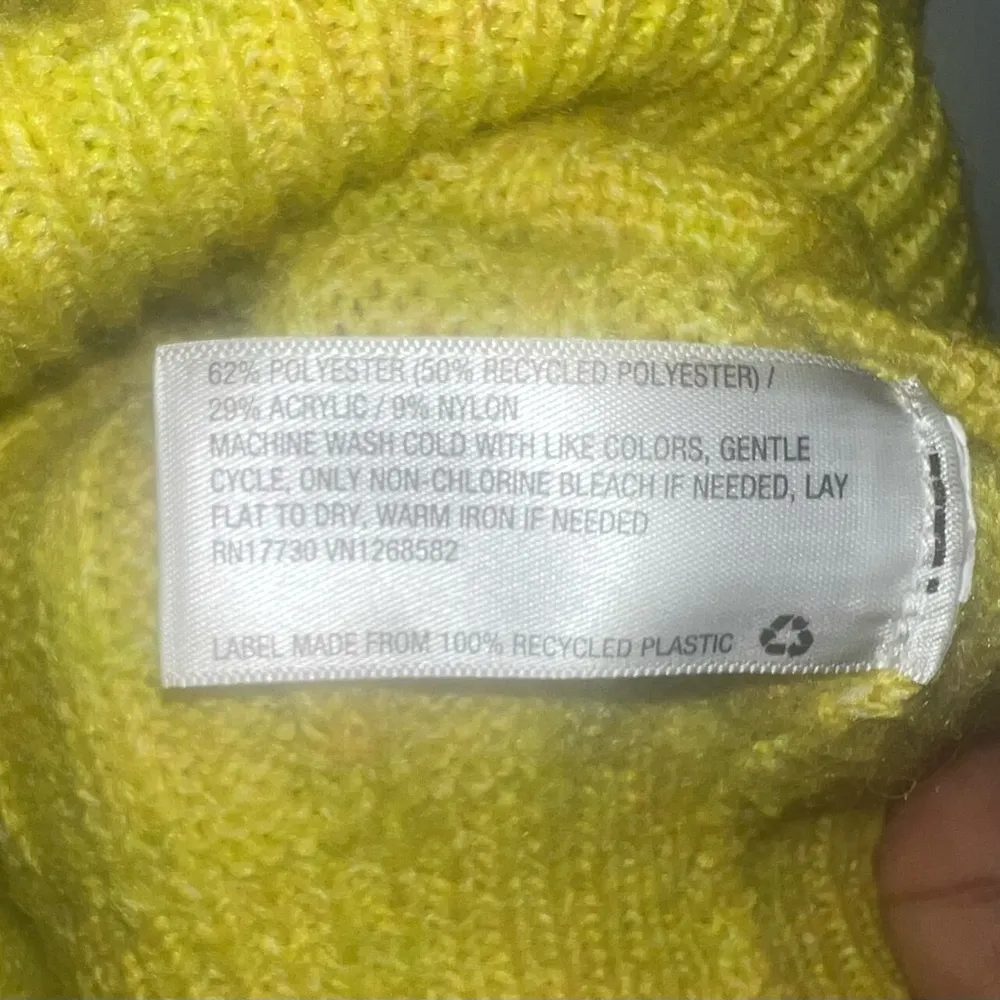 62% POLYESTER (50% RECYCLED POLYESTER) /
29% ACRYLIC / 9% NYLON
MACHINE WASH COLD WITH LIKE COLORS, GENTLE
CYCLE, ONLY NON-CHLORINE BLEACH IF NEEDED, LAY
FLAT TO DRY, WARM IRON IF NEEDED
RN17730 VN1268582
LABEL MADE FROM 100% RECYCLED PLASTIC